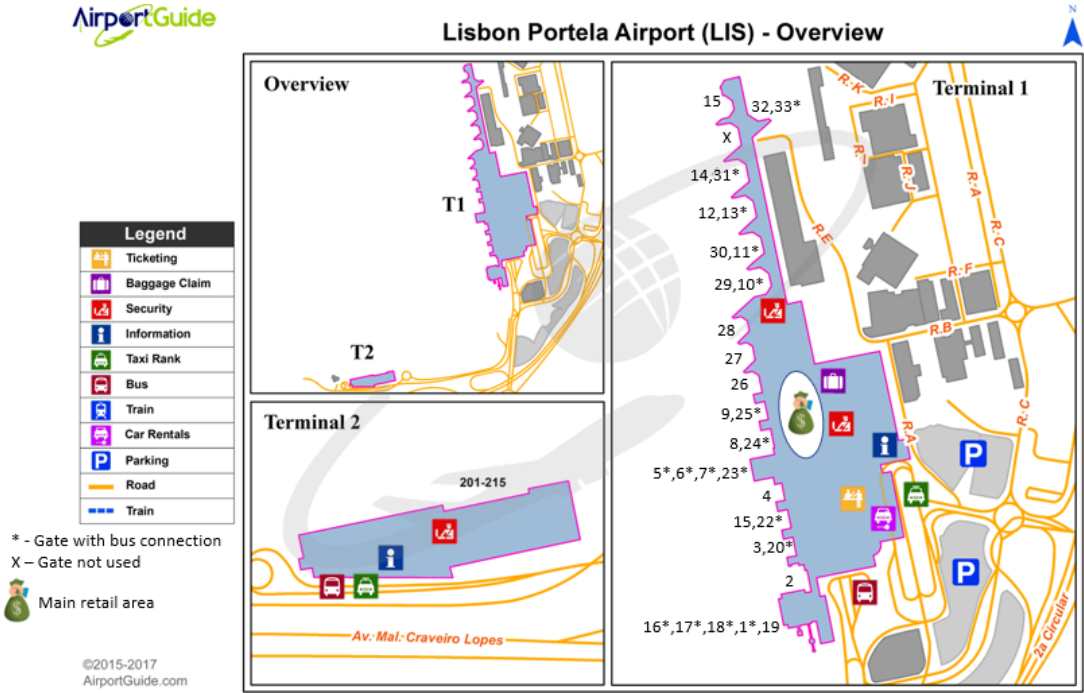 AirportGuide
Lisbon Portela Airport (LIS) - Overview
N
Overview
T1
T2
Terminal 2
201-215
Av. Mal. Craveiro Lopes
Terminal 1
15
32,33*
X
14,31*
12,13*
30,11*
29,10*
28
27
26
9,25*
8,24*
5*,6*,7*,23*
4
15,22*
3,20*
2
16*,17*,18*,1*,19
R. K
R. I
R. I
R. J
R. A
R. C
R. E
R. F
R. B
R. A
R. C
P
P
2a Circular
Legend
Ticketing
Baggage Claim
Security
Information
Taxi Rank
Bus
Train
Car Rentals
P Parking
Road
Train
* - Gate with bus connection
X – Gate not used
Main retail area
©2015-2017
AirportGuide.com